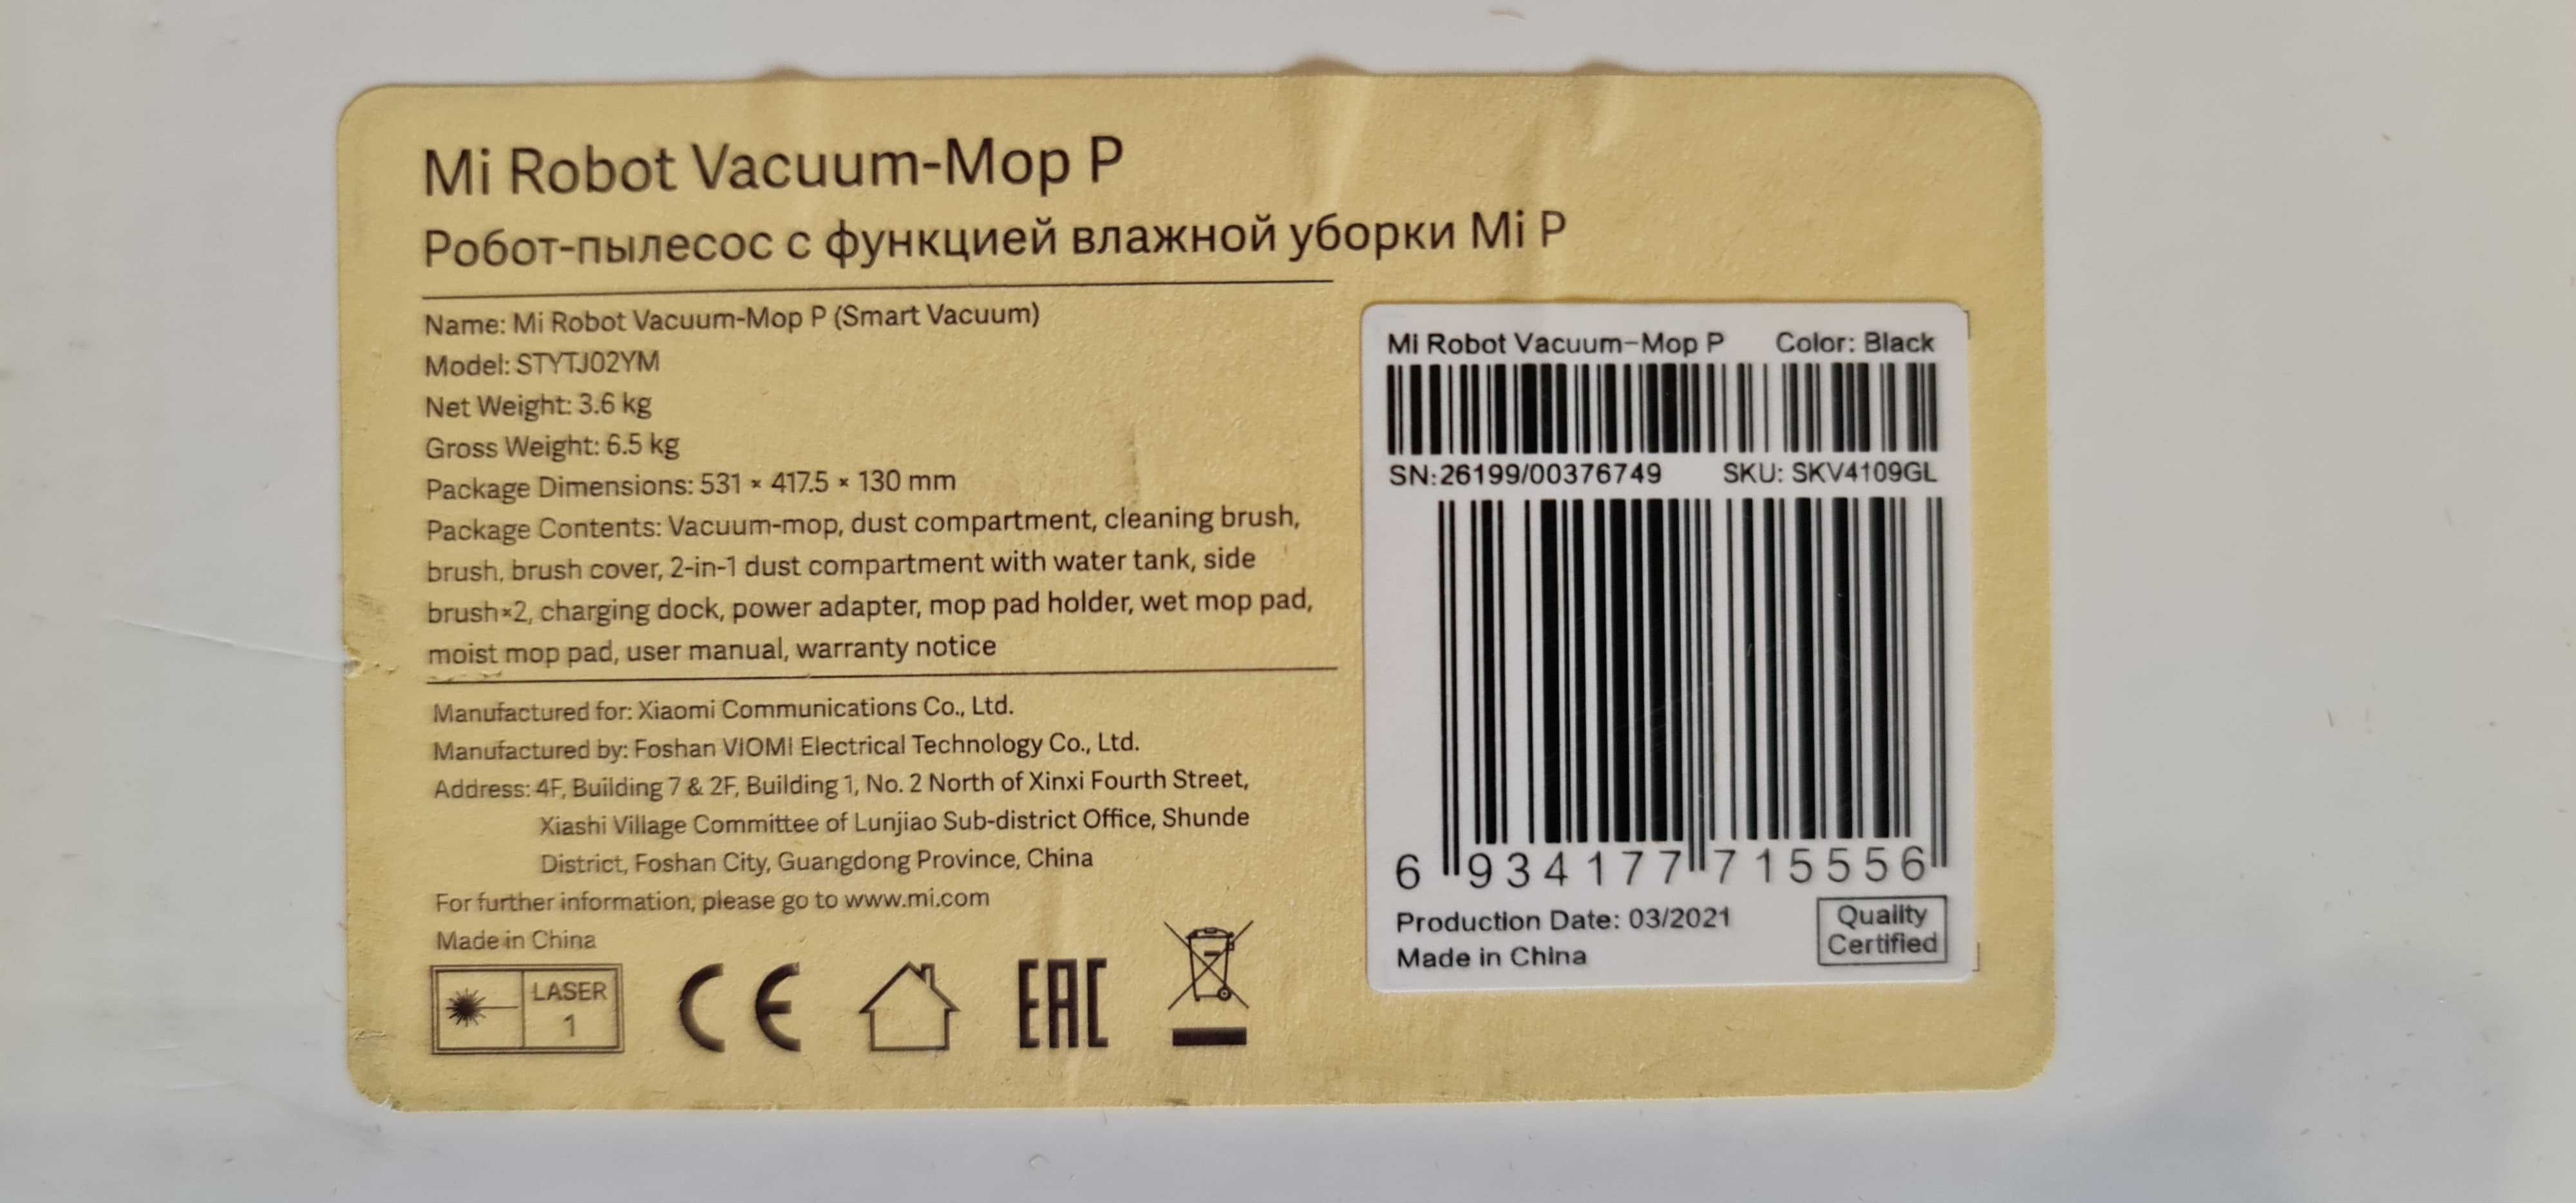 Mi Robot Vacuum-Mop P
Робот-пылесос с функцией влажной уборки Mi P
Name: Mi Robot Vacuum-Mop P (Smart Vacuum)
Model: STYTJ02YM
Net Weight: 3.6 kg
Gross Weight: 6.5 kg
Package Dimensions: 531 × 417.5 × 130 mm
Package Contents: Vacuum-mop, dust compartment, cleaning brush,
brush, brush cover, 2-in-1 dust compartment with water tank, side
brush×2, charging dock, power adapter, mop pad holder, wet mop pad,
moist mop pad, user manual, warranty notice
Manufactured for: Xiaomi Communications Co., Ltd.
Manufactured by: Foshan VIOMI Electrical Technology Co., Ltd.
Address: 4F, Building 7 & 2F, Building 1, No. 2 North of Xinxi Fourth Street,
Xiashi Village Committee of Lunjiao Sub-district Office, Shunde
District, Foshan City, Guangdong Province, China
For further information, please go to www.mi.com
Made in China
LASER
1
CE
EAC
Mi Robot Vacuum-Mop P Color: Black
SN:26199/00376749 SKU: SKV4109GL
6 934177 715556
Production Date: 03/2021
Made in China
Quality
Certified